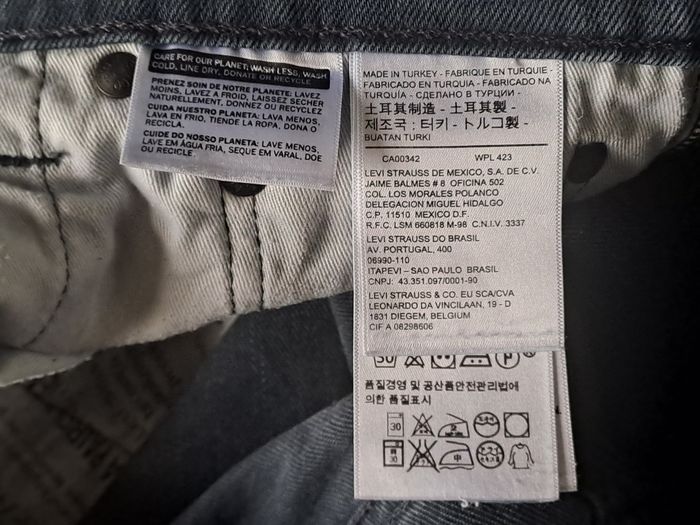 CARE FOR OUR PLANET: WASH LESS, WASH
COLD, LINE DRY, DONATE OR RECYCLE
PRENEZ SOIN DE NOTRE PLANETE: LAVEZ
MOINS, LAVEZ A FROID, LAISSEZ SECHER
NATURELLEMENT, DONNEZ OU RECYCLEZ
CUIDA NUESTRO PLANETA: LAVA MENOS,
LAVA EN FRIO, TIENDE LA ROPA, DONA O
RECICLA.
CUIDE DO NOSSO PLANETA: LAVE MENOS,
LAVE EM ÁGUA FRIA, SEQUE EM VARAL, DOE
OU RECICLE.
MADE IN TURKEY - FABRIQUE EN TURQUIE -
FABRICADO EN TURQUIA - FABRICADO NA
TURQUÍA - СДЕЛАНО В ТУРЦИИ -
土耳其制造 - 土耳其製 -
제조국 : 터키 - トルコ製 -
BUATAN TURKI
CA00342 WPL 423
LEVI STRAUSS DE MEXICO, S.A. DE C.V.
JAIME BALMES # 8 OFICINA 502
COL. LOS MORALES POLANCO
DELEGACION MIGUEL HIDALGO
C.P. 11510 MEXICO D.F.
R.F.C. LSM 660818 M-98 C.N.I.V. 3337
LEVI STRAUSS DO BRASIL
AV. PORTUGAL, 400
06990-110
ITAPEVI – SAO PAULO BRASIL
CNPJ: 43.351.097/0001-90
LEVI STRAUSS & CO. EU SCA/CVA
LEONARDO DA VINCILAAN, 19 - D
1831 DIEGEM, BELGIUM
CIF A 08298606
30 P
품질경영 및 공산품안전관리법에
의한 품질표시
30 2
30 中